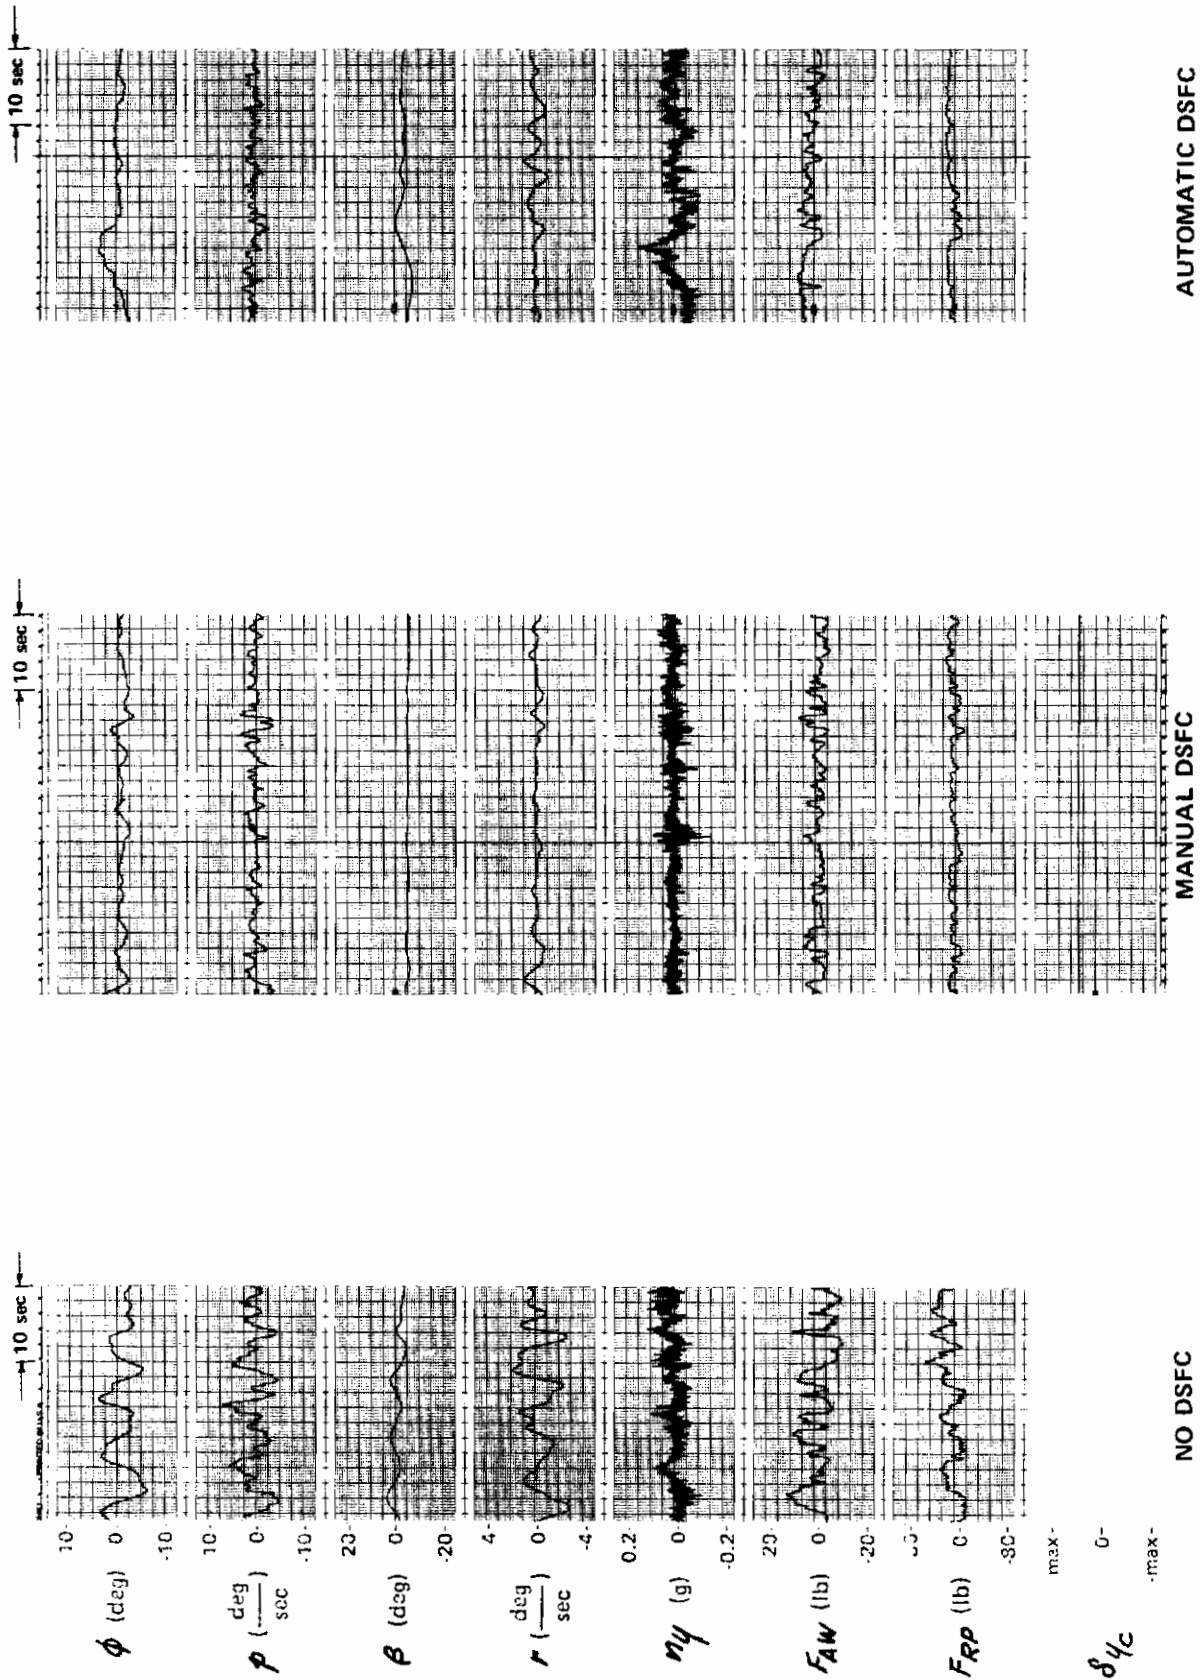 10 sec
10 sec
10 sec
ϕ (deg)
10
0
-10
p (deg/sec)
10
0
-10
β (deg)
20
0
-20
r (deg/sec)
4
0
-4
ny (g)
0.2
0
-0.2
FAW (lb)
20
0
-20
FRP (lb)
0
-30
δyc
max
0
-max
NO DSFC
MANUAL DSFC
AUTOMATIC DSFC